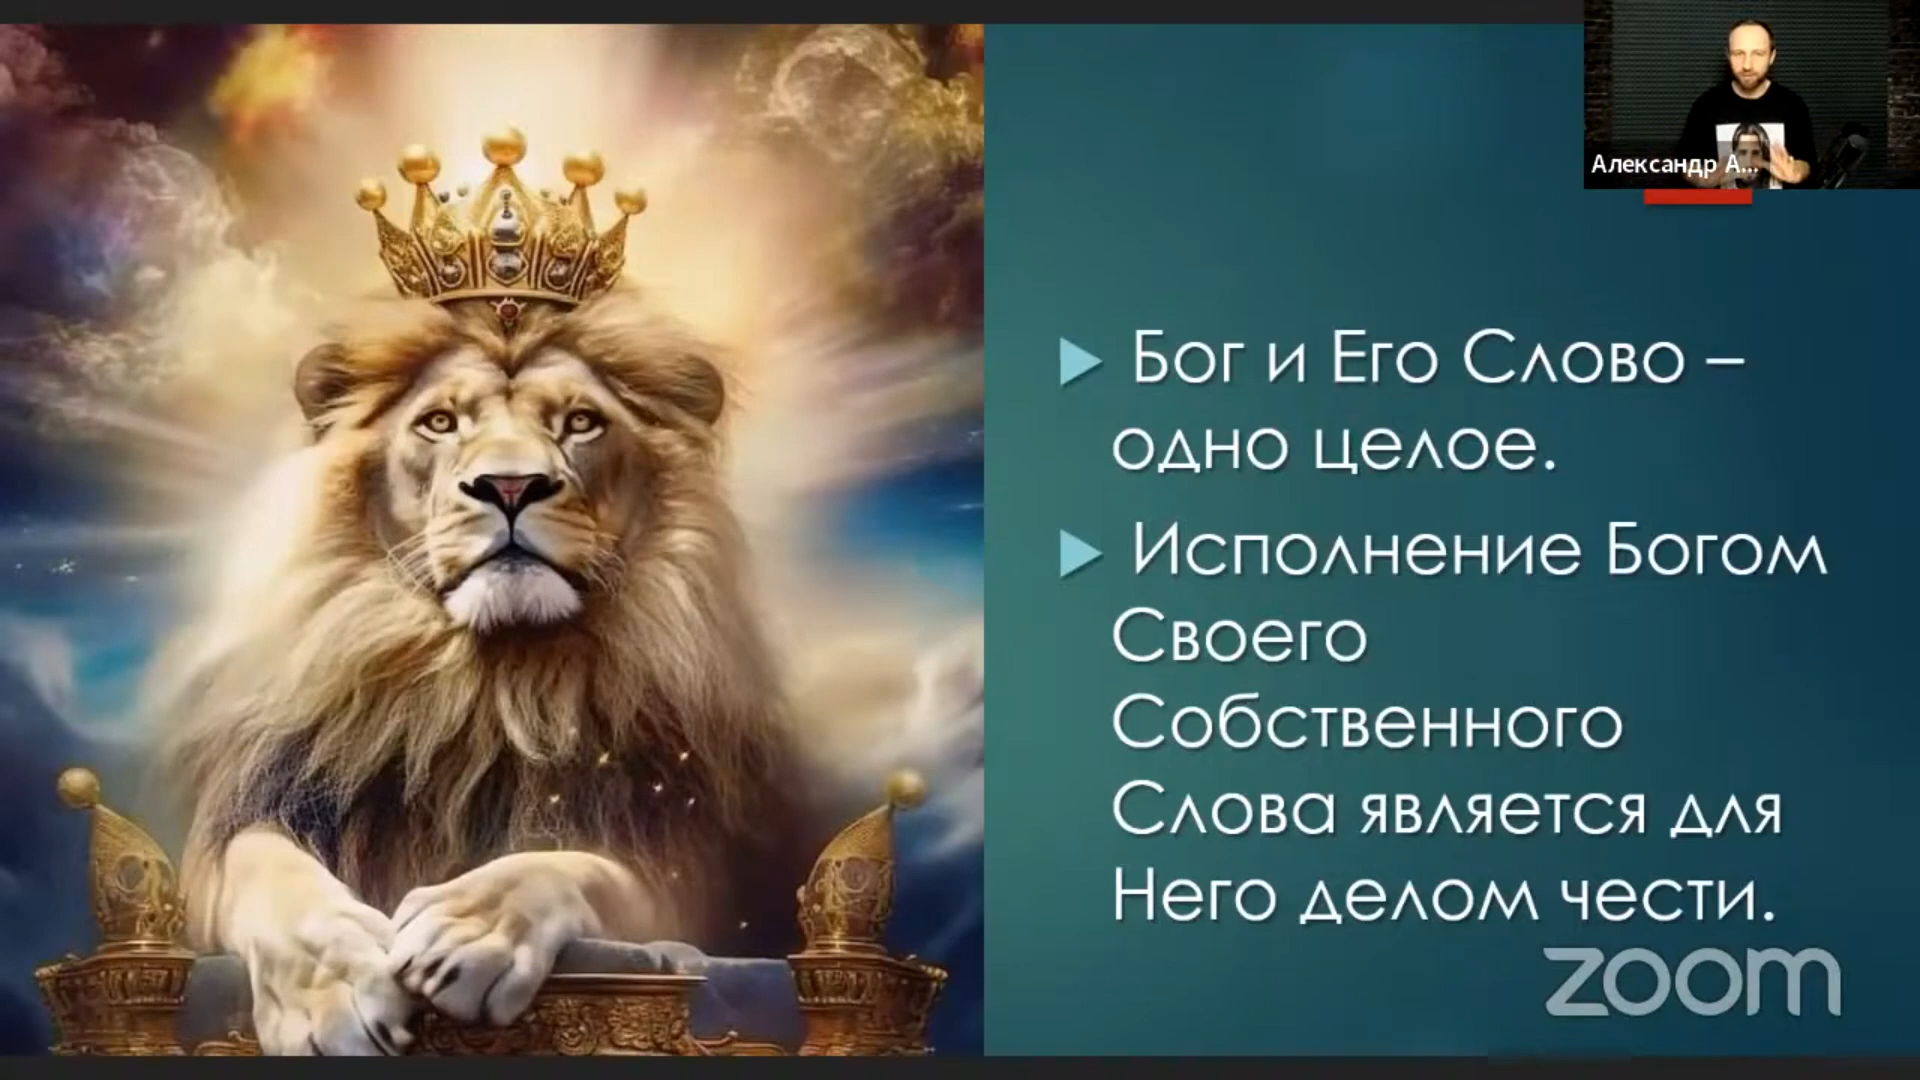 Александр А...
Бог и Его Слово –
одно целое.
Исполнение Богом
Своего
Собственного
Слова является для
Него делом чести.
zoom